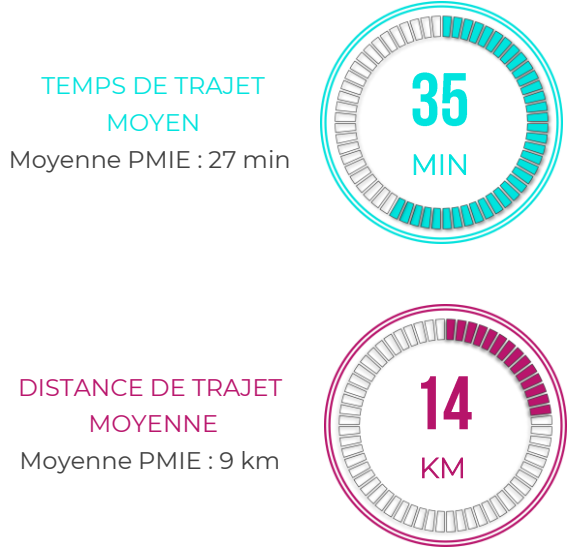 TEMPS DE TRAJET
MOYEN
Moyenne PMIE : 27 min
35
MIN
DISTANCE DE TRAJET
MOYENNE
Moyenne PMIE : 9 km
14
KM